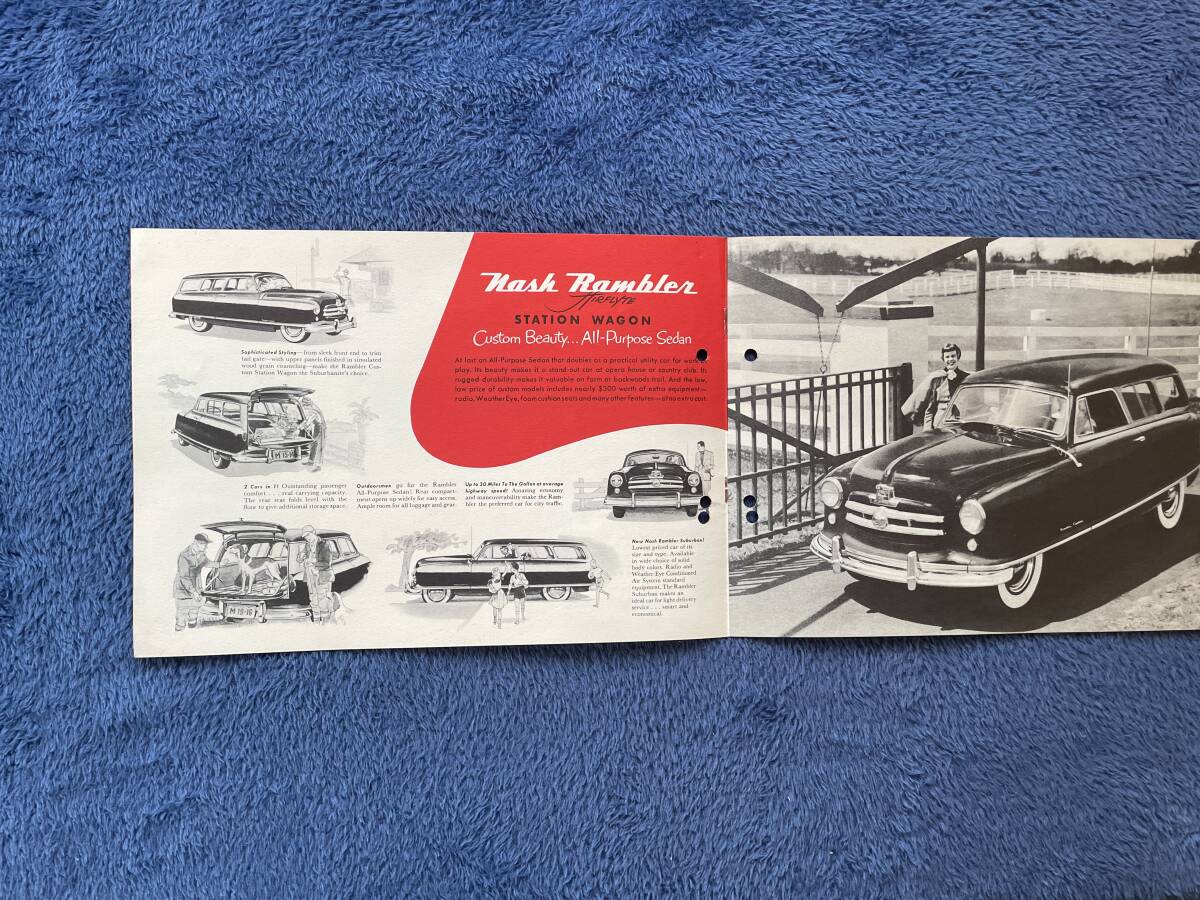 Nash Rambler
AIRFLYTE
STATION WAGON
Custom Beauty... All-Purpose Sedan
At last an All-Purpose Sedan that doubles as a practical utility car for work or
play. Its beauty makes it a stand-out car at opera house or country club. Its
rugged durability makes it valuable on farm or backwoods trail. And the low,
low price of custom models includes nearly $300 worth of extra equipment—
radio, Weather Eye, foam cushion seats and many other features—at no extra cost.
Sophisticated Styling—from sleek front end to trim
tail gate—with upper panels finished in simulated
wood grain enameling—make the Rambler Cus-
tom Station Wagon the Suburbanite's choice.
2 Cars in 1! Outstanding passenger
comfort . . . real carrying capacity.
The rear seat folds level with the
floor to give additional storage space.
Outdoorsmen go for the Rambler
All-Purpose Sedan! Rear compart-
ment opens up widely for easy access.
Ample room for all luggage and gear.
Up to 30 Miles To The Gallon at average
highway speed! Amazing economy
and maneuverability make the Ram-
bler the preferred car for city traffic.
New Nash Rambler Suburban!
Lowest priced car of its
size and type. Available
in wide choice of solid
body colors. Radio and
Weather Eye Conditioned
Air System standard
equipment. The Rambler
Suburban makes an
ideal car for light delivery
service . . . smart and
economical.
M 15-16
M 15-16